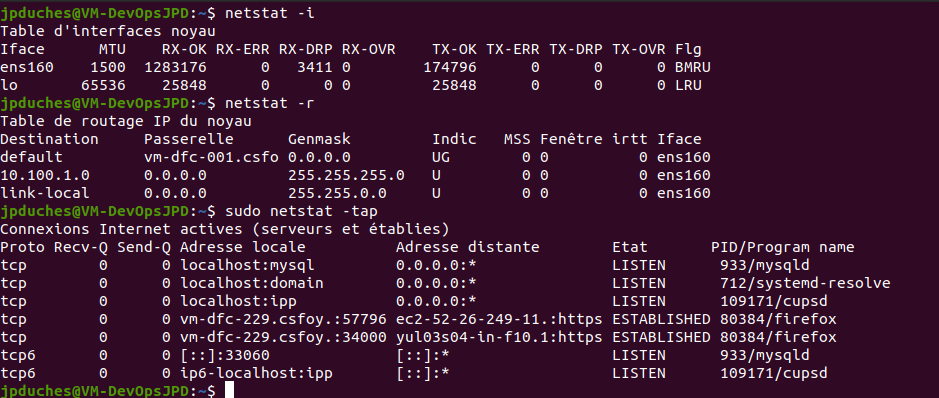 jpduches@VM-DevOpsJPD:~$ netstat -i
Table d'interfaces noyau
Iface      MTU    RX-OK RX-ERR RX-DRP RX-OVR    TX-OK TX-ERR TX-DRP TX-OVR Flg
ens160    1500  1283176      0   3411 0        174796      0      0      0 BMRU
lo       65536    25848      0      0 0         25848      0      0      0 LRU
jpduches@VM-DevOpsJPD:~$ netstat -r
Table de routage IP du noyau
Destination     Passerelle      Genmask         Indic   MSS Fenêtre irtt Iface
default         vm-dfc-001.csfo 0.0.0.0         UG        0 0          0 ens160
10.100.1.0      0.0.0.0         255.255.255.0   U         0 0          0 ens160
link-local      0.0.0.0         255.255.0.0     U         0 0          0 ens160
jpduches@VM-DevOpsJPD:~$ sudo netstat -tap
Connexions Internet actives (serveurs et établies)
Proto Recv-Q Send-Q Adresse locale          Adresse distante        Etat       PID/Program name
tcp        0      0 localhost:mysql         0.0.0.0:*               LISTEN      933/mysqld
tcp        0      0 localhost:domain        0.0.0.0:*               LISTEN      712/systemd-resolve
tcp        0      0 localhost:ipp           0.0.0.0:*               LISTEN      109171/cupsd
tcp        0      0 vm-dfc-229.csfoy.:57796 ec2-52-26-249-11.:https ESTABLISHED 80384/firefox
tcp        0      0 vm-dfc-229.csfoy.:34000 yul03s04-in-f10.1:https ESTABLISHED 80384/firefox
tcp6       0      0 [::]:33060              [::]:*                  LISTEN      933/mysqld
tcp6       0      0 ip6-localhost:ipp       [::]:*                  LISTEN      109171/cupsd
jpduches@VM-DevOpsJPD:~$